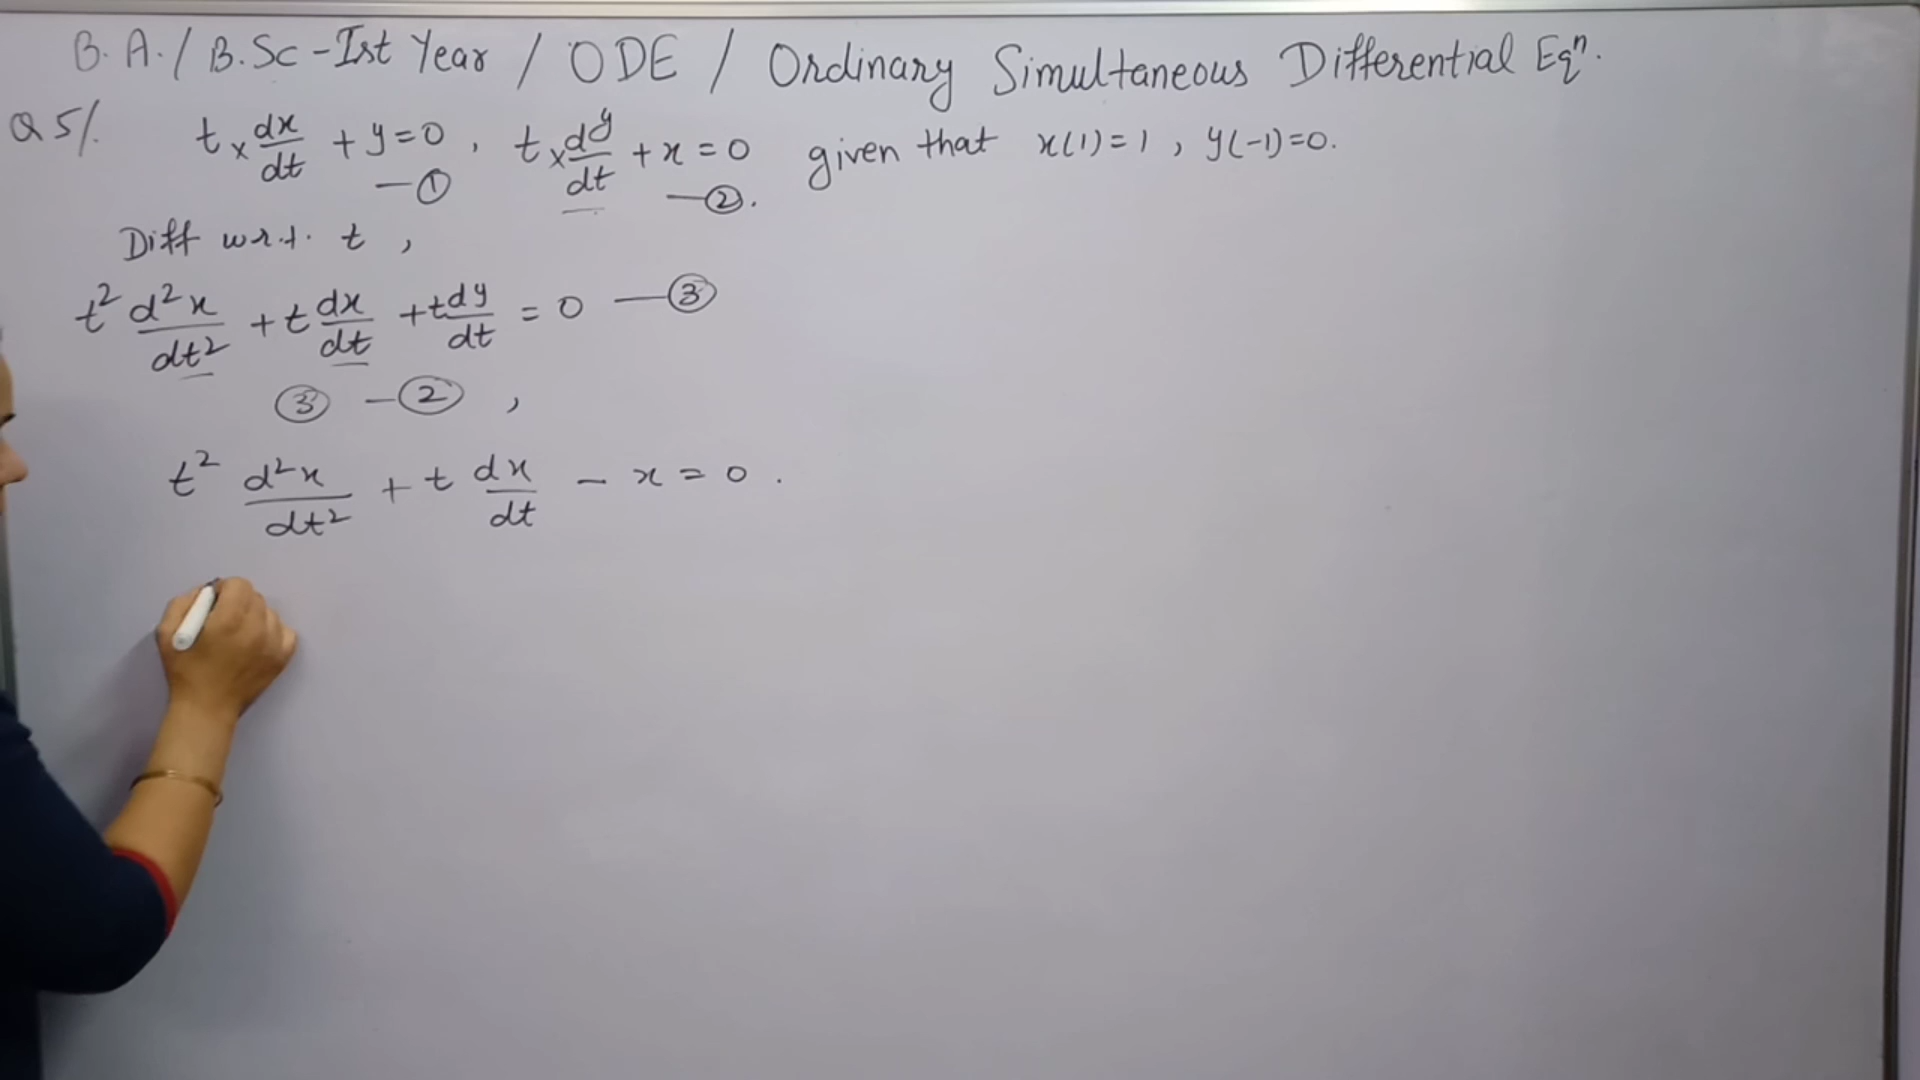 B.A./B.Sc-Ist Year / ODE / Ordinary Simultaneous Differential Eqⁿ.
Q5/. t×dx/dt + y=0, —① t×dy/dt + x=0 —②. given that x(1)=1, y(-1)=0.
Diff w.r.t. t,
t² d²x/dt² + t dx/dt + t dy/dt = 0 —③
③ - ②,
t² d²x/dt² + t dx/dt - x = 0.